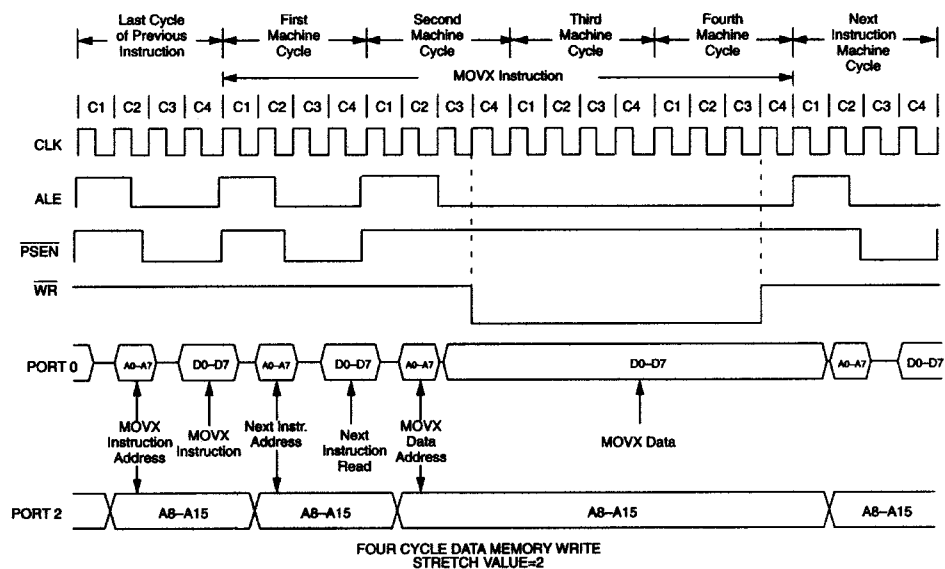 Last Cycle of Previous Instruction
First Machine Cycle
Second Machine Cycle
Third Machine Cycle
Fourth Machine Cycle
Next Instruction Machine Cycle
MOVX Instruction
C1 C2 C3 C4 C1 C2 C3 C4 C1 C2 C3 C4 C1 C2 C3 C4 C1 C2 C3 C4 C1 C2 C3 C4
CLK
ALE
PSEN
WR
PORT 0
A0–A7 D0–D7 A0–A7 D0–D7 A0–A7 D0–D7 A0–A7 D0–D7
MOVX Instruction Address
MOVX Instruction
Next Instr. Address
Next Instruction Read
MOVX Data Address
MOVX Data
PORT 2
A8–A15 A8–A15 A8–A15 A8–A15
FOUR CYCLE DATA MEMORY WRITE
STRETCH VALUE=2